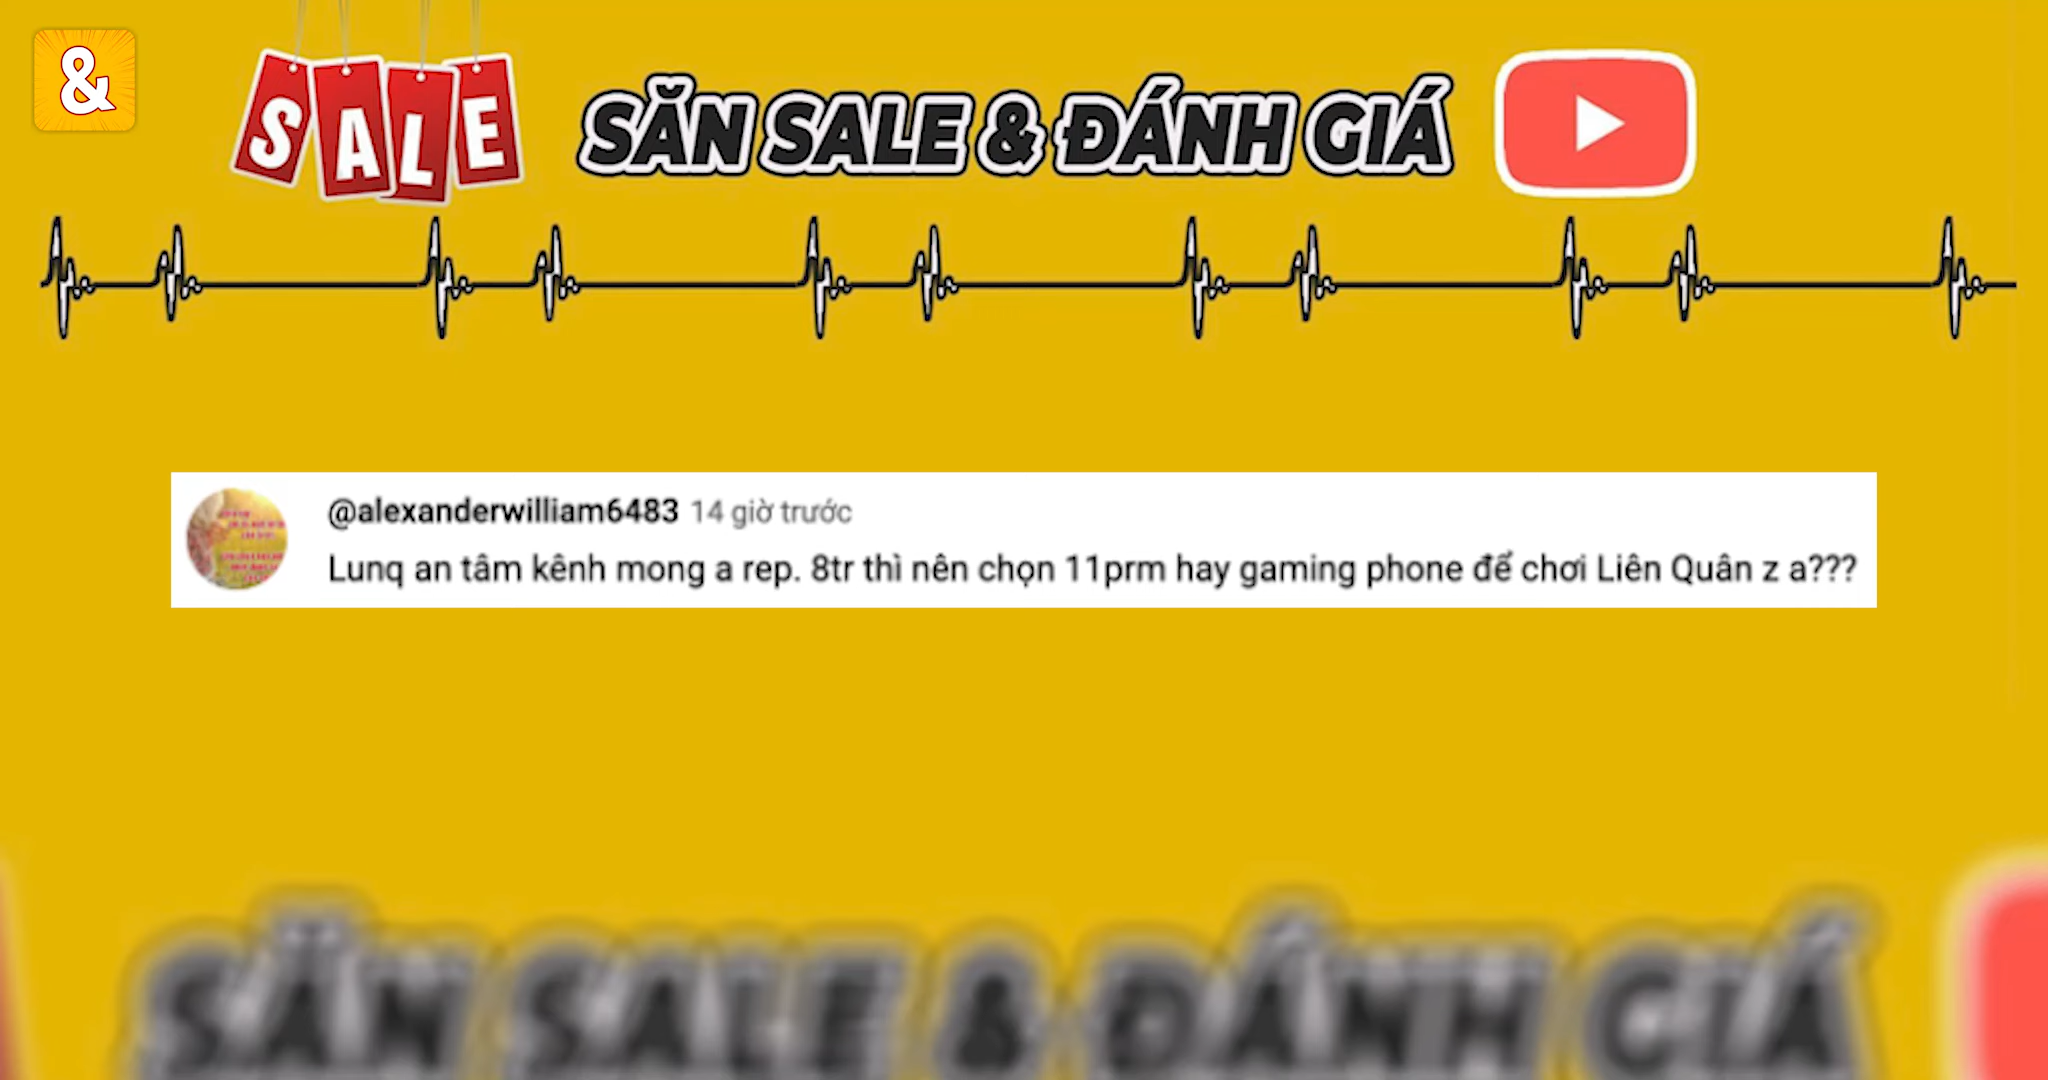 &
SALE
SĂN SALE & ĐÁNH GIÁ
@alexanderwilliam6483 14 giờ trước
Lunq an tâm kênh mong a rep. 8tr thì nên chọn 11prm hay gaming phone để chơi Liên Quân z a???
SĂN SALE & ĐÁNH GIÁ